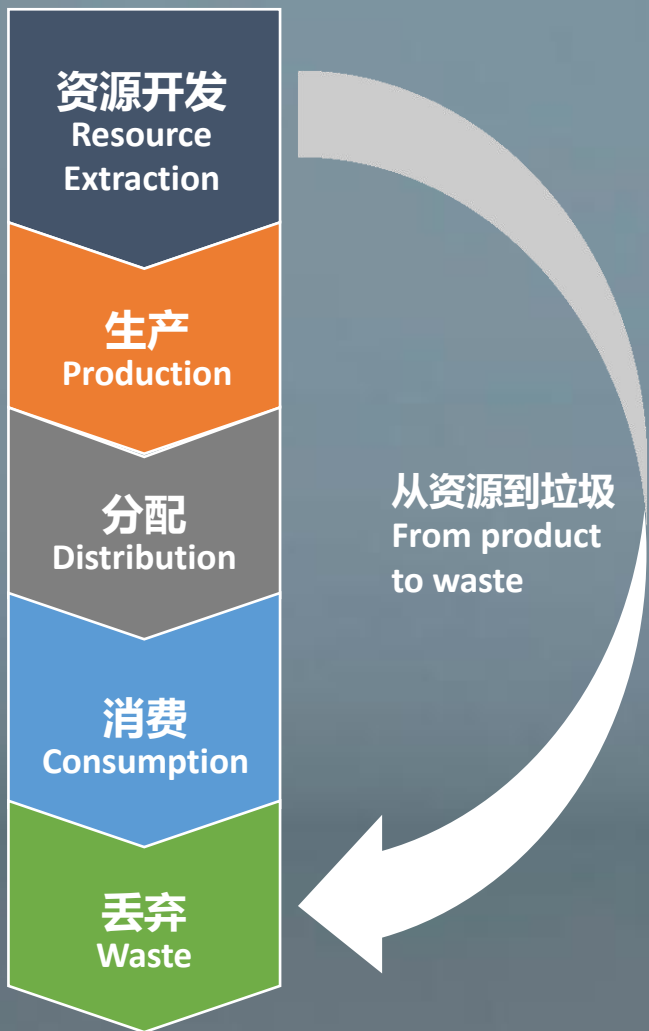 资源开发
Resource
Extraction
生产
Production
分配
Distribution
从资源到垃圾
From product
to waste
消费
Consumption
丢弃
Waste